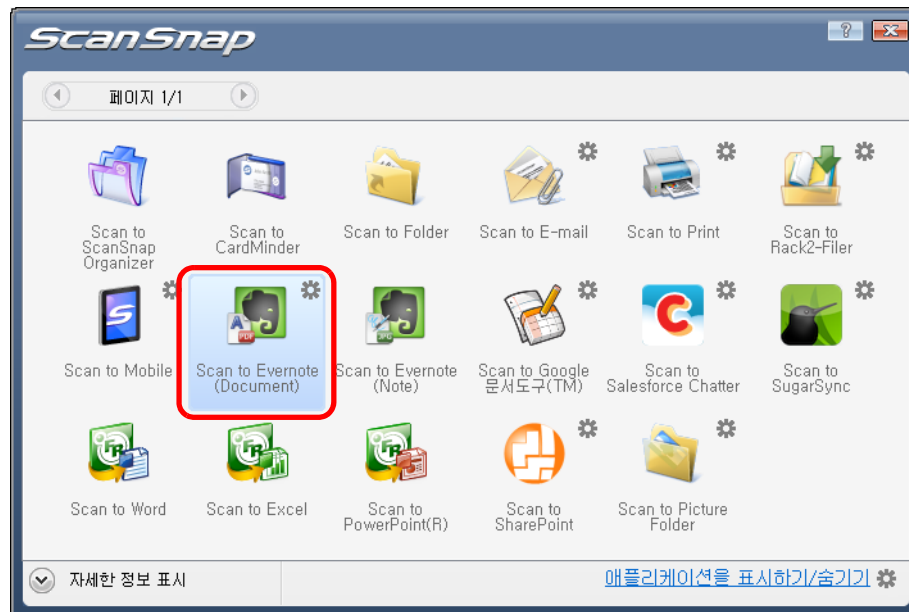 ScanSnap
?
페이지 1/1
Scan to
ScanSnap
Organizer
Scan to
CardMinder
Scan to Folder
Scan to E-mail
Scan to Print
Scan to
Rack2-Filer
Scan to Mobile
Scan to Evernote
(Document)
Scan to Evernote
(Note)
Scan to Google
문서도구(TM)
Scan to
Salesforce Chatter
Scan to
SugarSync
Scan to Word
Scan to Excel
Scan to
PowerPoint(R)
Scan to
SharePoint
Scan to Picture
Folder
자세한 정보 표시
애플리케이션을 표시하기/숨기기